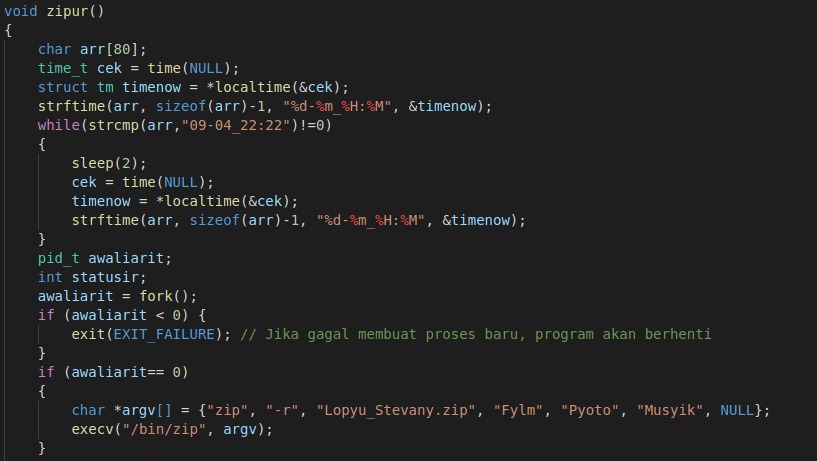 void zipur()
{
    char arr[80];
    time_t cek = time(NULL);
    struct tm timenow = *localtime(&cek);
    strftime(arr, sizeof(arr)-1, "%d-%m_%H:%M", &timenow);
    while(strcmp(arr,"09-04_22:22")!=0)
    {
        sleep(2);
        cek = time(NULL);
        timenow = *localtime(&cek);
        strftime(arr, sizeof(arr)-1, "%d-%m_%H:%M", &timenow);
    }
    pid_t awaliarit;
    int statusir;
    awaliarit = fork();
    if (awaliarit < 0) {
        exit(EXIT_FAILURE); // Jika gagal membuat proses baru, program akan berhenti
    }
    if (awaliarit== 0)
    {
        char *argv[] = {"zip", "-r", "Lopyu_Stevany.zip", "Fylm", "Pyoto", "Musyik", NULL};
        execv("/bin/zip", argv);
    }